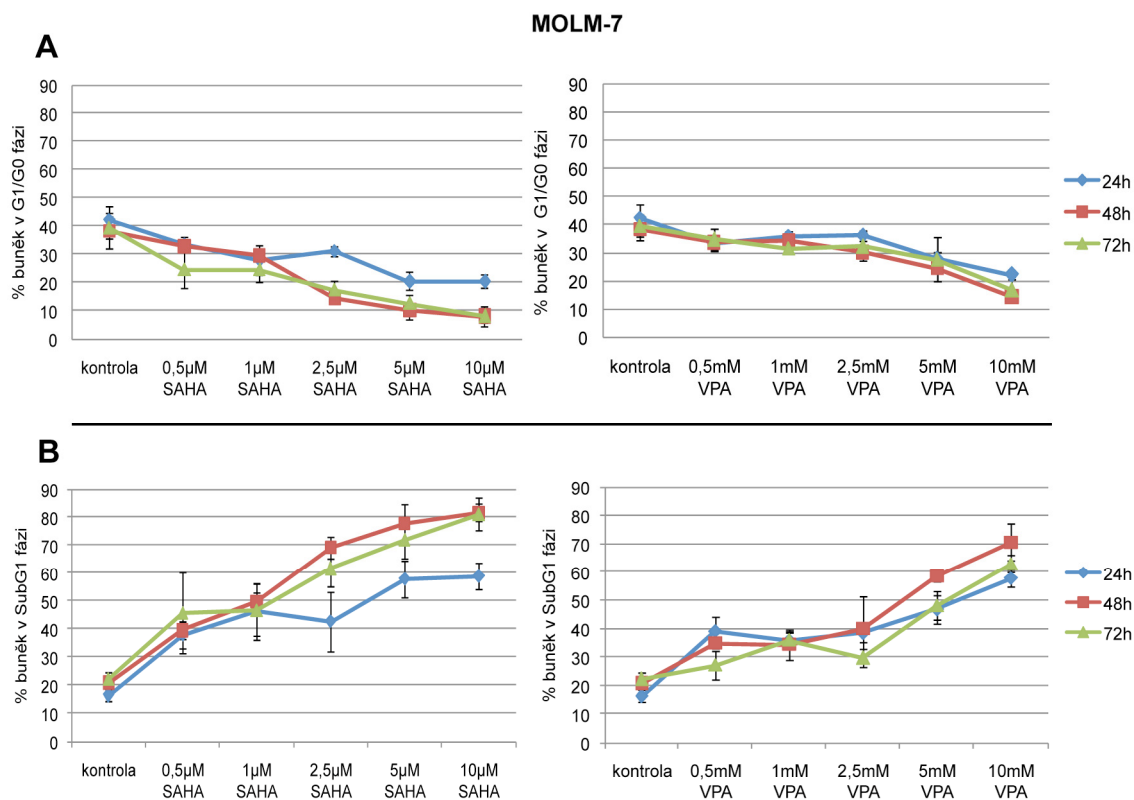 MOLM-7
A
% buněk v G1/G0 fázi
90
80
70
60
50
40
30
20
10
0
kontrola
0,5µM SAHA
1µM SAHA
2,5µM SAHA
5µM SAHA
10µM SAHA
% buněk v G1/G0 fázi
90
80
70
60
50
40
30
20
10
0
kontrola
0,5mM VPA
1mM VPA
2,5mM VPA
5mM VPA
10mM VPA
24h
48h
72h
B
% buněk v SubG1 fázi
90
80
70
60
50
40
30
20
10
0
kontrola
0,5µM SAHA
1µM SAHA
2,5µM SAHA
5µM SAHA
10µM SAHA
% buněk v SubG1 fázi
90
80
70
60
50
40
30
20
10
0
kontrola
0,5mM VPA
1mM VPA
2,5mM VPA
5mM VPA
10mM VPA
24h
48h
72h